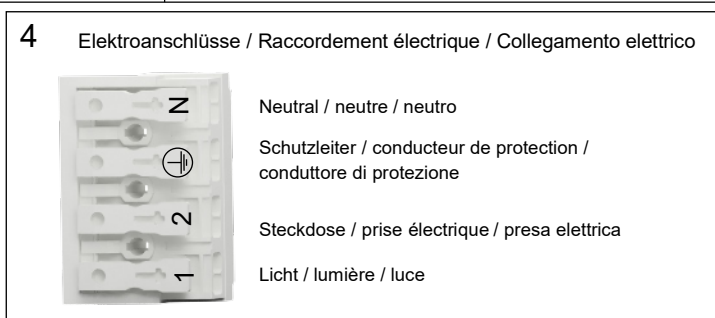 4 Elektroanschlüsse / Raccordement électrique / Collegamento elettrico
N
Neutral / neutre / neutro
Schutzleiter / conducteur de protection /
conduttore di protezione
2
Steckdose / prise électrique / presa elettrica
1
Licht / lumière / luce